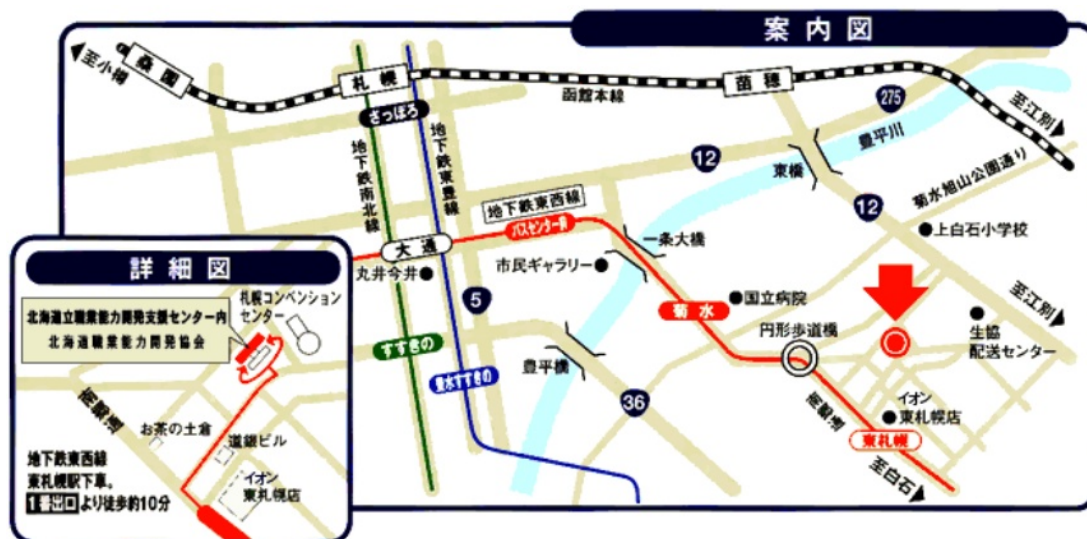 案内図
至小樽
桑園
札幌
さっぽろ
函館本線
苗穂
275
至江別
豊平川
菊水旭山公園通り
東橋
12
12
地下鉄南北線
地下鉄東豊線
地下鉄東西線
バスセンター前
大通
丸井今井
一条大橋
市民ギャラリー
上白石小学校
国立病院
菊水
円形歩道橋
至江別
生協
配送センター
5
すすきの
豊水すすきの
豊平橋
36
南郷通
イオン
東札幌店
東札幌
至白石
詳細図
札幌コンベンション
センター
北海道立職業能力開発支援センター内
北海道職業能力開発協会
南郷通
お茶の土倉
道銀ビル
イオン
東札幌店
地下鉄東西線
東札幌駅下車。
1番出口より徒歩約10分